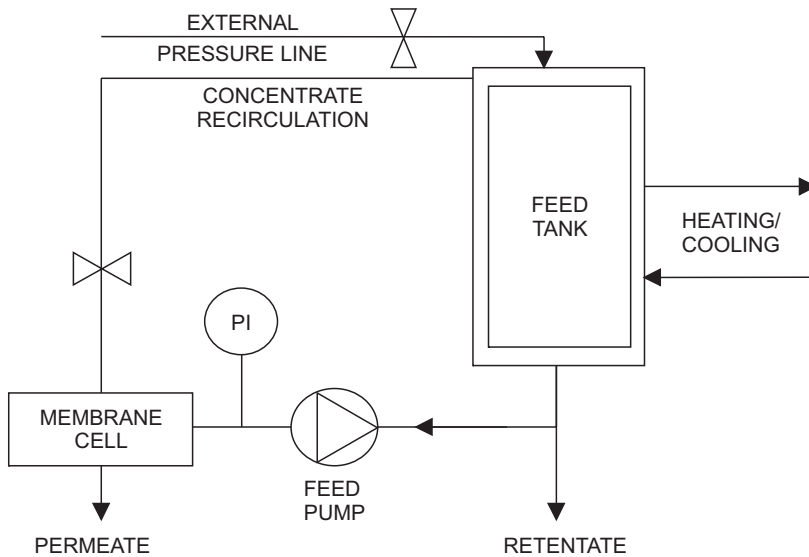 EXTERNAL
PRESSURE LINE
CONCENTRATE
RECIRCULATION
FEED
TANK
HEATING/
COOLING
PI
MEMBRANE
CELL
FEED
PUMP
PERMEATE
RETENTATE